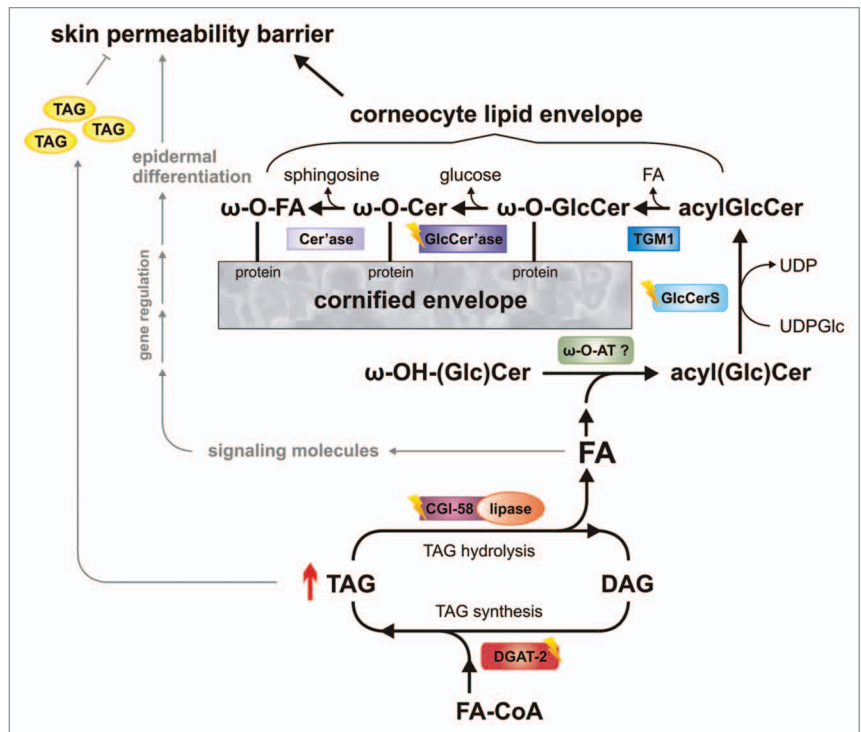 skin permeability barrier
TAG
TAG
TAG
corneocyte lipid envelope
epidermal
differentiation
sphingosine
glucose
FA
ω-O-FA
ω-O-Cer
ω-O-GlcCer
acylGlcCer
Cer'ase
GlcCer'ase
TGM1
protein
protein
protein
cornified envelope
gene regulation
UDP
GlcCerS
UDPGlc
ω-O-AT ?
ω-OH-(Glc)Cer
acyl(Glc)Cer
signaling molecules
FA
CGI-58
lipase
TAG hydrolysis
TAG
DAG
TAG synthesis
DGAT-2
FA-CoA